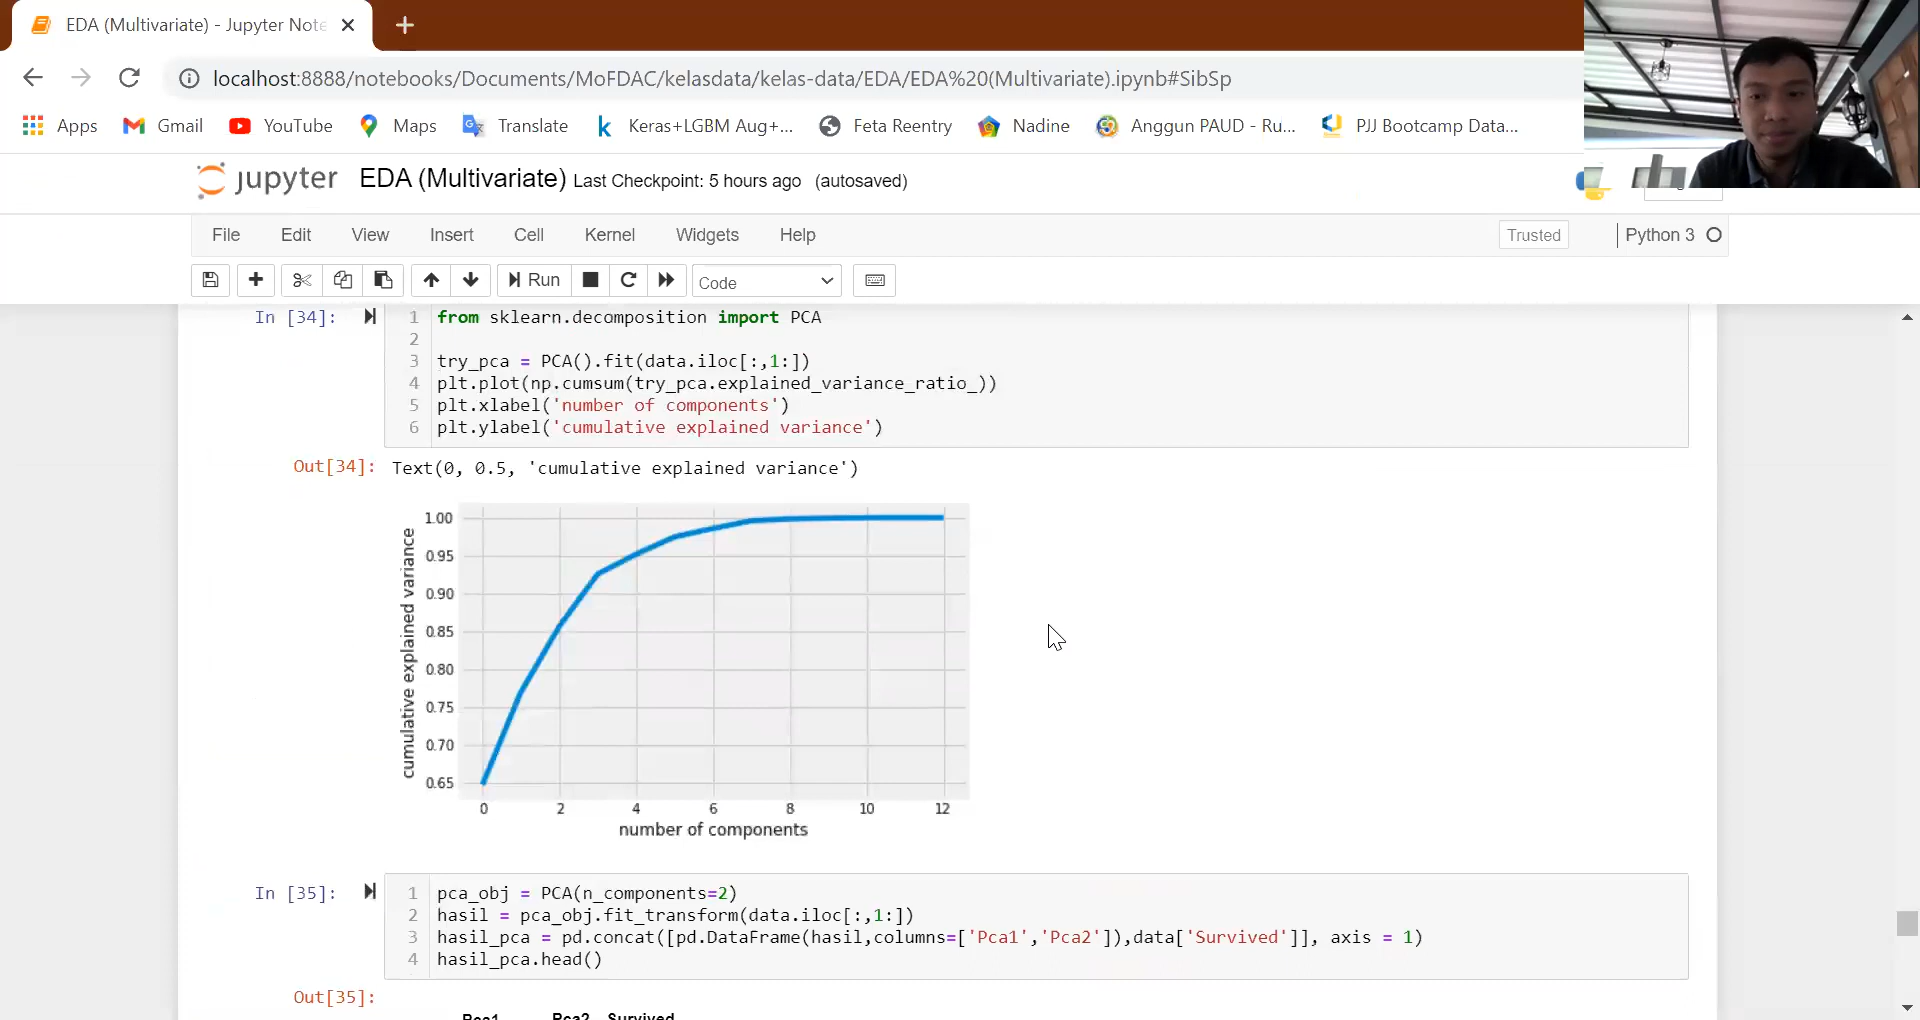 EDA (Multivariate) - Jupyter Note
localhost:8888/notebooks/Documents/MoFDAC/kelasdata/kelas-data/EDA/EDA%20(Multivariate).ipynb#SibSp
Apps Gmail YouTube Maps Translate Keras+LGBM Aug+... Feta Reentry Nadine Anggun PAUD - Ru... PJJ Bootcamp Data...
jupyter EDA (Multivariate) Last Checkpoint: 5 hours ago (autosaved)
File Edit View Insert Cell Kernel Widgets Help Trusted Python 3
Run Code
In [34]: 1 from sklearn.decomposition import PCA
2
3 try_pca = PCA().fit(data.iloc[:,1:])
4 plt.plot(np.cumsum(try_pca.explained_variance_ratio_))
5 plt.xlabel('number of components')
6 plt.ylabel('cumulative explained variance')
Out[34]: Text(0, 0.5, 'cumulative explained variance')
cumulative explained variance
1.00
0.95
0.90
0.85
0.80
0.75
0.70
0.65
0 2 4 6 8 10 12
number of components
In [35]: 1 pca_obj = PCA(n_components=2)
2 hasil = pca_obj.fit_transform(data.iloc[:,1:])
3 hasil_pca = pd.concat([pd.DataFrame(hasil,columns=['Pca1','Pca2']),data['Survived']], axis = 1)
4 hasil_pca.head()
Out[35]:
Pca1 Pca2 Survived